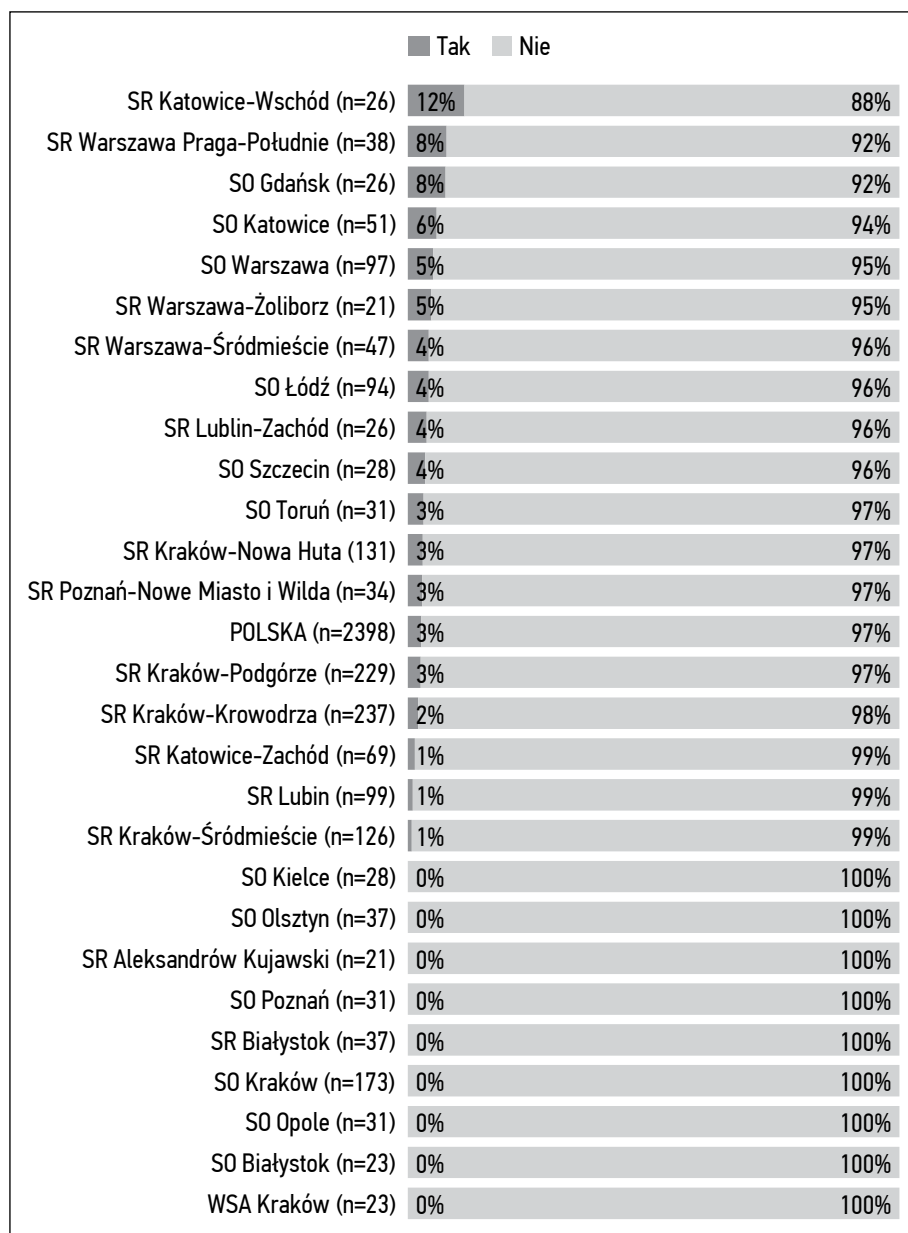 Tak Nie
SR Katowice-Wschód (n=26) 12% 88%
SR Warszawa Praga-Południe (n=38) 8% 92%
SO Gdańsk (n=26) 8% 92%
SO Katowice (n=51) 6% 94%
SO Warszawa (n=97) 5% 95%
SR Warszawa-Żoliborz (n=21) 5% 95%
SR Warszawa-Śródmieście (n=47) 4% 96%
SO Łódź (n=94) 4% 96%
SR Lublin-Zachód (n=26) 4% 96%
SO Szczecin (n=28) 4% 96%
SO Toruń (n=31) 3% 97%
SR Kraków-Nowa Huta (131) 3% 97%
SR Poznań-Nowe Miasto i Wilda (n=34) 3% 97%
POLSKA (n=2398) 3% 97%
SR Kraków-Podgórze (n=229) 3% 97%
SR Kraków-Krowodrza (n=237) 2% 98%
SR Katowice-Zachód (n=69) 1% 99%
SR Lubin (n=99) 1% 99%
SR Kraków-Śródmieście (n=126) 1% 99%
SO Kielce (n=28) 0% 100%
SO Olsztyn (n=37) 0% 100%
SR Aleksandrów Kujawski (n=21) 0% 100%
SO Poznań (n=31) 0% 100%
SR Białystok (n=37) 0% 100%
SO Kraków (n=173) 0% 100%
SO Opole (n=31) 0% 100%
SO Białystok (n=23) 0% 100%
WSA Kraków (n=23) 0% 100%